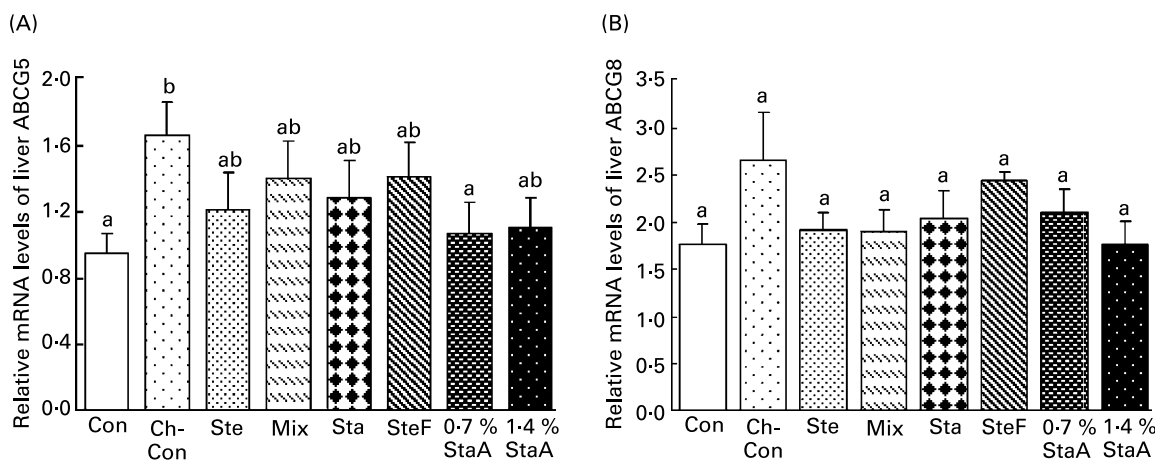 (A)
Relative mRNA levels of liver ABCG5
2·0
1·6
1·2
0·8
0·4
0·0
a
b
ab
ab
ab
ab
a
ab
Con
Ch-
Con
Ste
Mix
Sta
SteF
0·7 %
StaA
1·4 %
StaA
(B)
Relative mRNA levels of liver ABCG8
3·5
3·0
2·5
2·0
1·5
1·0
0·0
a
a
a
a
a
a
a
a
Con
Ch-
Con
Ste
Mix
Sta
SteF
0·7 %
StaA
1·4 %
StaA